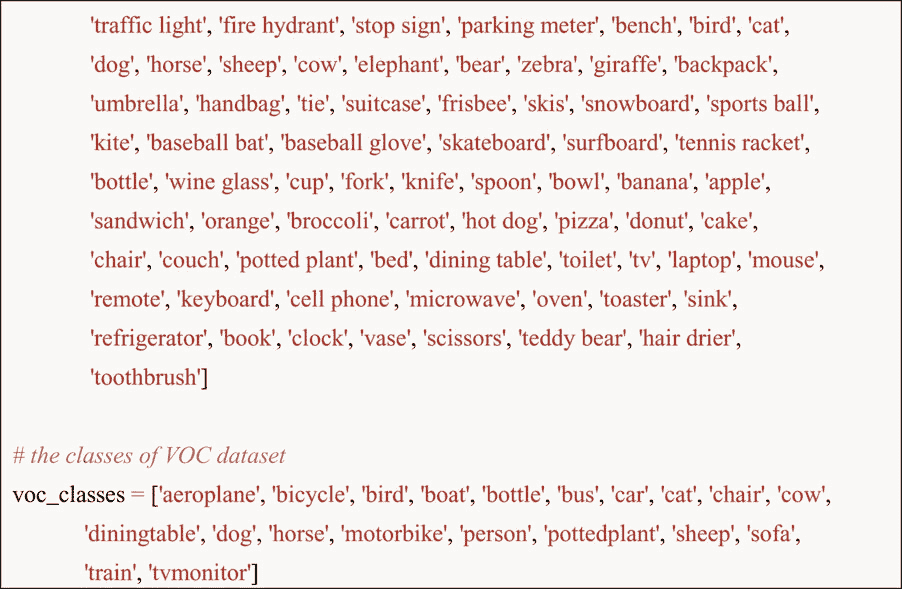 'traffic light', 'fire hydrant', 'stop sign', 'parking meter', 'bench', 'bird', 'cat',
'dog', 'horse', 'sheep', 'cow', 'elephant', 'bear', 'zebra', 'giraffe', 'backpack',
'umbrella', 'handbag', 'tie', 'suitcase', 'frisbee', 'skis', 'snowboard', 'sports ball',
'kite', 'baseball bat', 'baseball glove', 'skateboard', 'surfboard', 'tennis racket',
'bottle', 'wine glass', 'cup', 'fork', 'knife', 'spoon', 'bowl', 'banana', 'apple',
'sandwich', 'orange', 'broccoli', 'carrot', 'hot dog', 'pizza', 'donut', 'cake',
'chair', 'couch', 'potted plant', 'bed', 'dining table', 'toilet', 'tv', 'laptop', 'mouse',
'remote', 'keyboard', 'cell phone', 'microwave', 'oven', 'toaster', 'sink',
'refrigerator', 'book', 'clock', 'vase', 'scissors', 'teddy bear', 'hair drier',
'toothbrush']
# the classes of VOC dataset
voc_classes = ['aeroplane', 'bicycle', 'bird', 'boat', 'bottle', 'bus', 'car', 'cat', 'chair', 'cow',
'diningtable', 'dog', 'horse', 'motorbike', 'person', 'pottedplant', 'sheep', 'sofa',
'train', 'tvmonitor']